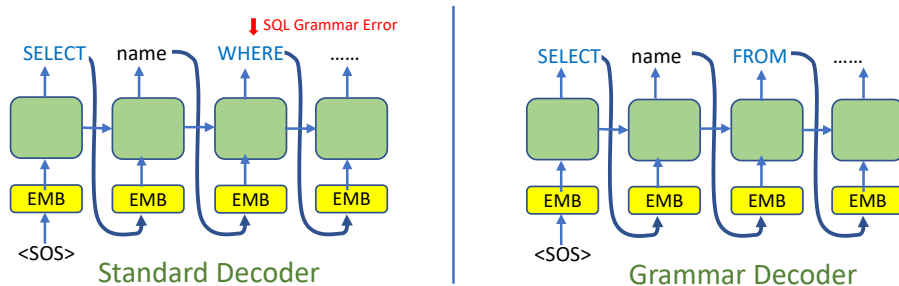 SQL Grammar Error
SELECT name WHERE ......
EMB EMB EMB EMB
<SOS>
Standard Decoder
SELECT name FROM ......
EMB EMB EMB EMB
<SOS>
Grammar Decoder